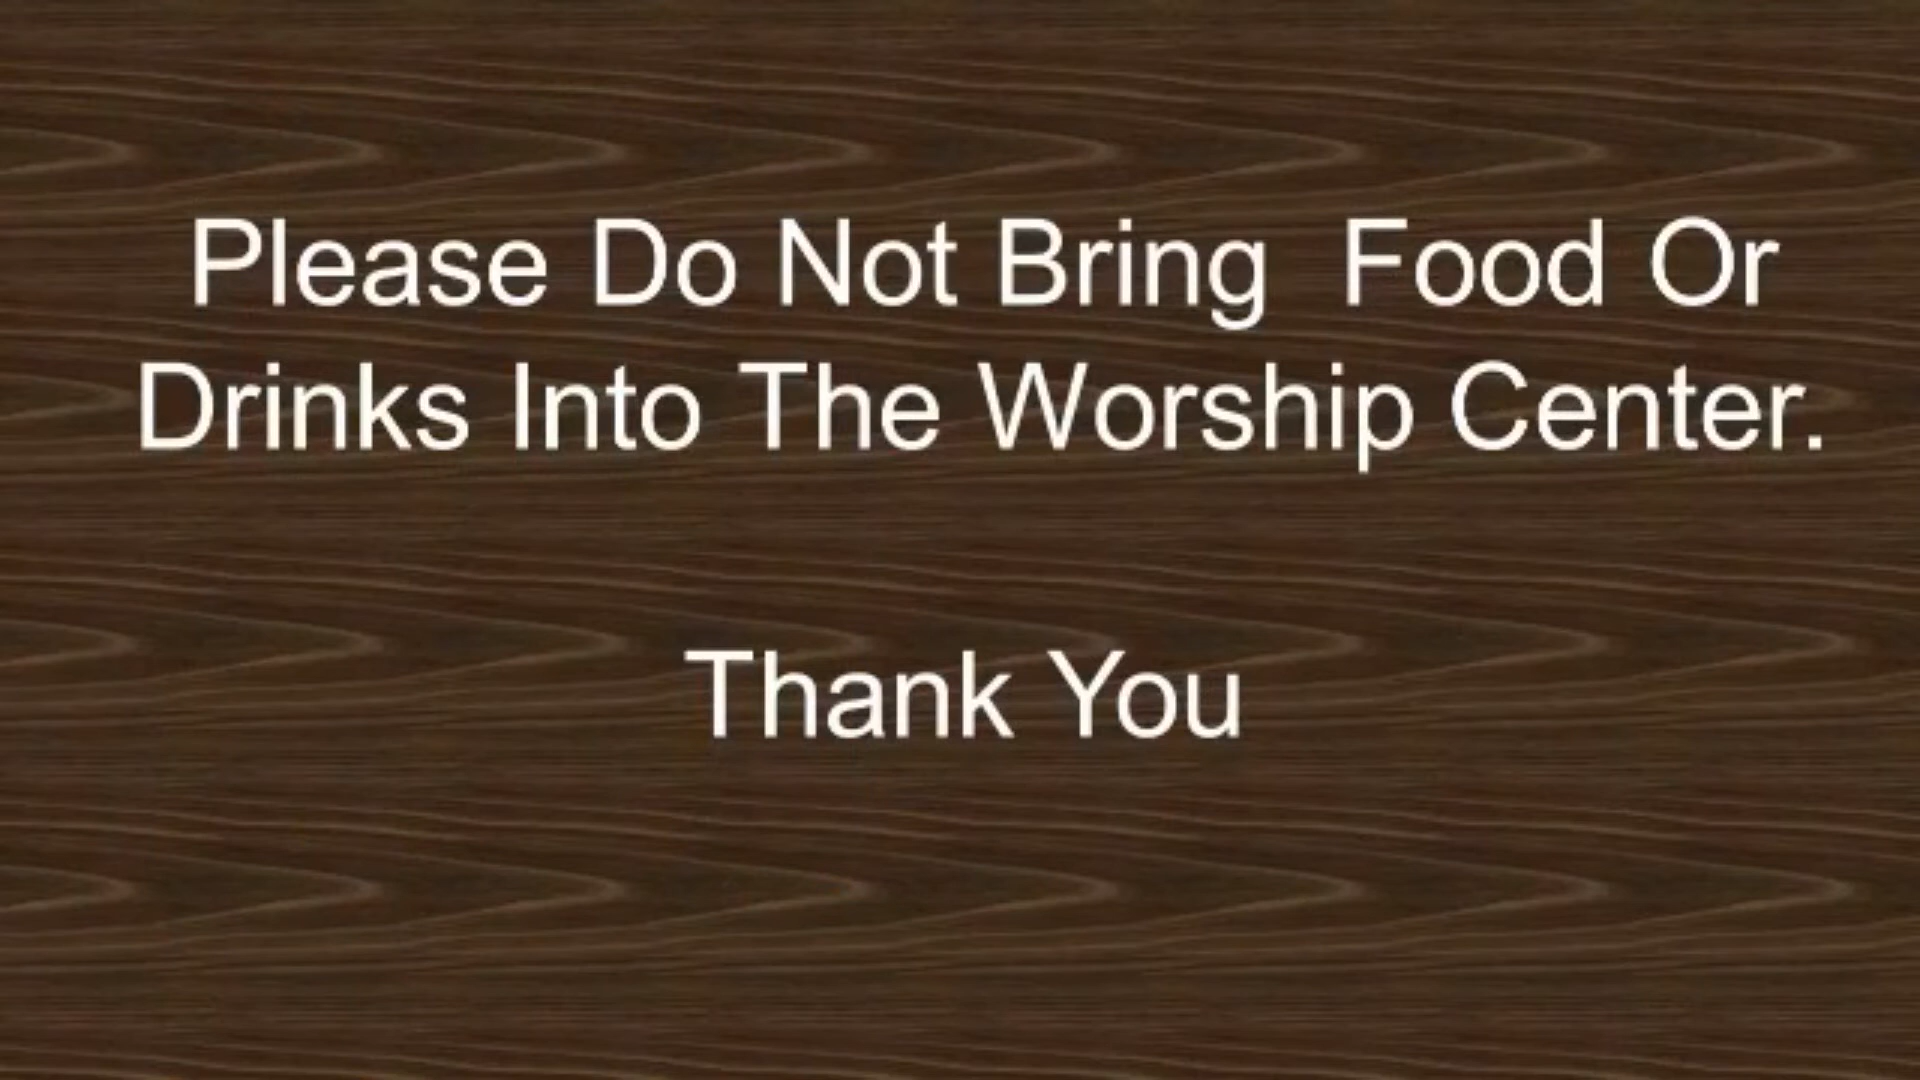 Please Do Not Bring  Food Or
Drinks Into The Worship Center.
Thank You